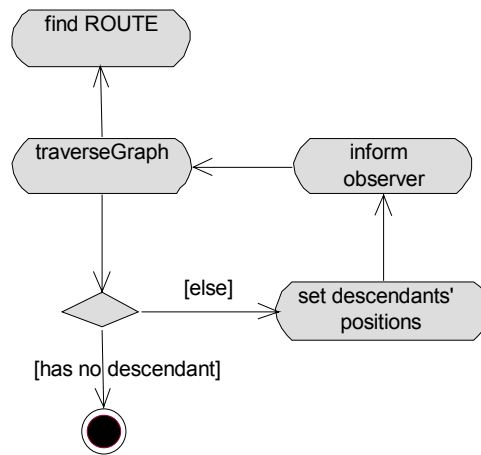 find ROUTE
traverseGraph
inform
observer
[else]
set descendants'
positions
[has no descendant]